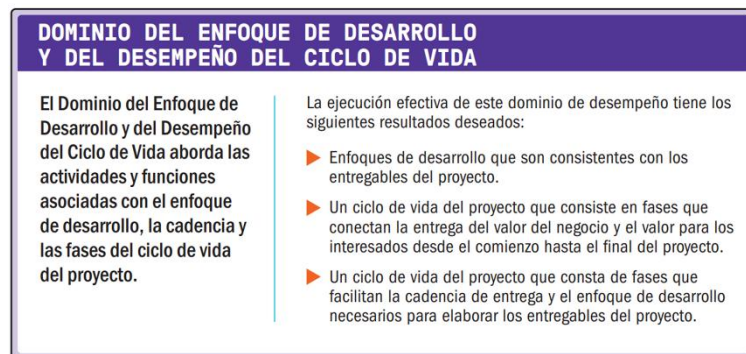 DOMINIO DEL ENFOQUE DE DESARROLLO
Y DEL DESEMPEÑO DEL CICLO DE VIDA
El Dominio del Enfoque de
Desarrollo y del Desempeño
del Ciclo de Vida aborda las
actividades y funciones
asociadas con el enfoque
de desarrollo, la cadencia y
las fases del ciclo de vida
del proyecto.
La ejecución efectiva de este dominio de desempeño tiene los
siguientes resultados deseados:
Enfoques de desarrollo que son consistentes con los
entregables del proyecto.
Un ciclo de vida del proyecto que consiste en fases que
conectan la entrega del valor del negocio y el valor para los
interesados desde el comienzo hasta el final del proyecto.
Un ciclo de vida del proyecto que consta de fases que
facilitan la cadencia de entrega y el enfoque de desarrollo
necesarios para elaborar los entregables del proyecto.